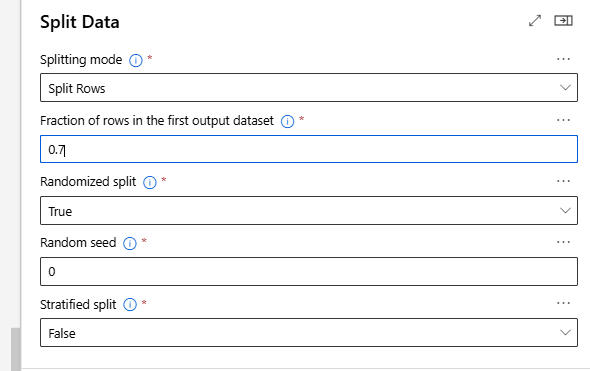 Split Data
Splitting mode *
Split Rows
Fraction of rows in the first output dataset *
0.7
Randomized split *
True
Random seed *
0
Stratified split *
False